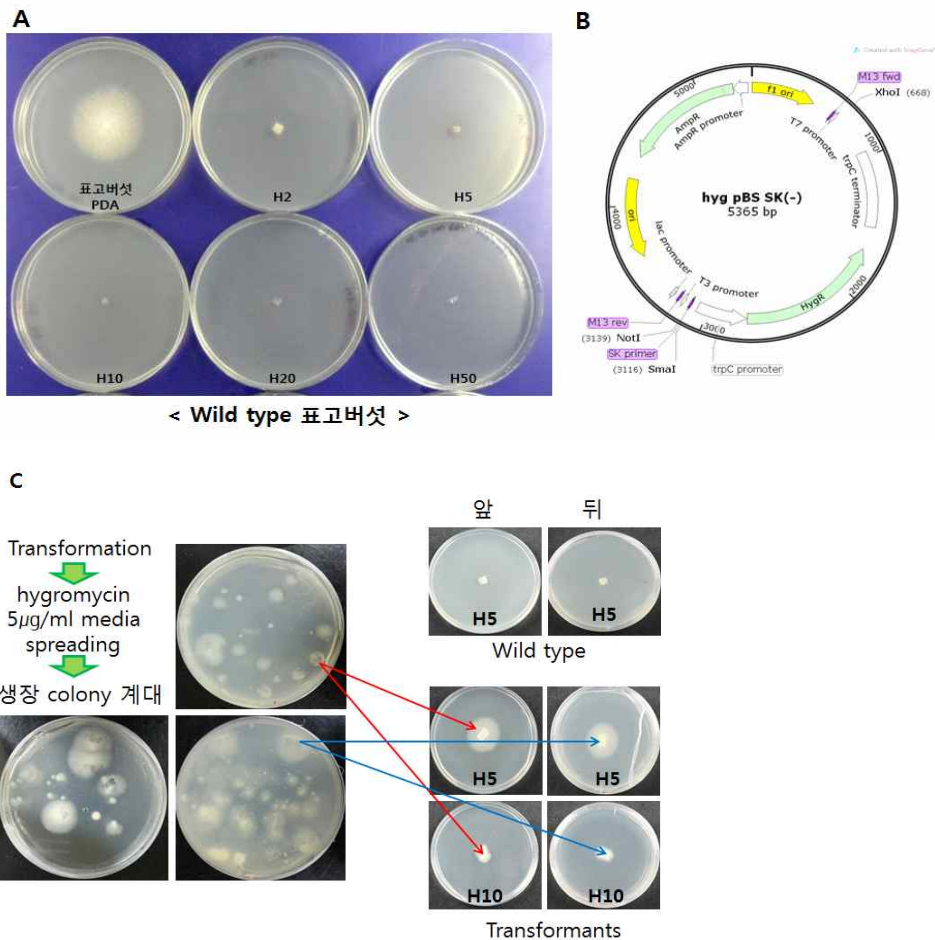 A
표고버섯
PDA
H2
H5
H10
H20
H50
< Wild type 표고버섯 >
B
Created with SnapGene
hyg pBS SK(-)
5365 bp
f1 ori
M13 fwd
XhoI (668)
T7 promoter
1000
trpC terminator
2000
HygR
3000
trpC promoter
T3 promoter
lac promoter
M13 rev
(3139) NotI
SK primer
(3116) SmaI
ori
4000
AmpR
AmpR promoter
5000
C
Transformation
hygromycin
5μg/ml media
spreading
생장 colony 계대
앞 뒤
H5 H5
Wild type
H5 H5
H10 H10
Transformants